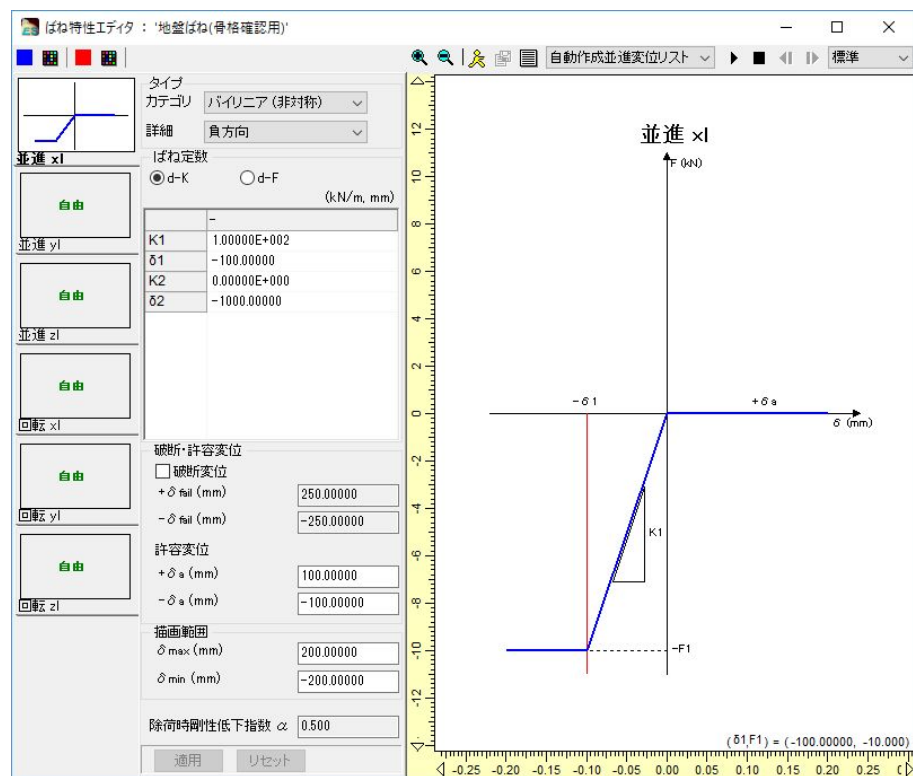 ばね特性エディタ : '地盤ばね(骨格確認用)'
自動作成並進変位リスト
標準
並進 xl
自由
並進 yl
自由
並進 zl
自由
回転 xl
自由
回転 yl
自由
回転 zl
タイプ
カテゴリ バイリニア (非対称)
詳細 負方向
ばね定数
d-K d-F
(kN/m, mm)
-
K1 1.00000E+002
δ1 -100.00000
K2 0.00000E+000
δ2 -1000.00000
破断・許容変位
破断変位
+δfail (mm) 250.00000
-δfail (mm) -250.00000
許容変位
+δa (mm) 100.00000
-δa (mm) -100.00000
描画範囲
δmax (mm) 200.00000
δmin (mm) -200.00000
除荷時剛性低下指数 α 0.500
適用 リセット
並進 xl
F (kN)
-δ1
+δa
δ (mm)
K1
-F1
(δ1,F1) = (-100.00000, -10.000)
12
10
8
6
4
2
0
-2
-4
-6
-8
-10
-12
-0.25 -0.20 -0.15 -0.10 -0.05 0.00 0.05 0.10 0.15 0.20 0.25